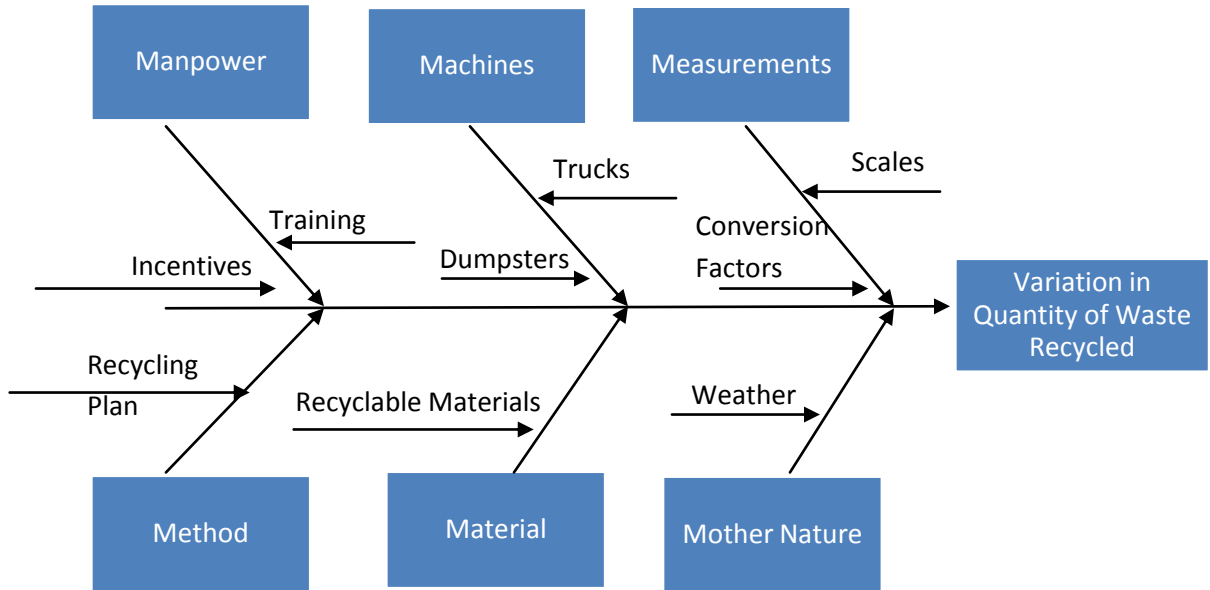 Manpower
Machines
Measurements
Trucks
Scales
Training
Conversion
Factors
Incentives
Dumpsters
Variation in
Quantity of Waste
Recycled
Recycling
Plan
Recyclable Materials
Weather
Method
Material
Mother Nature